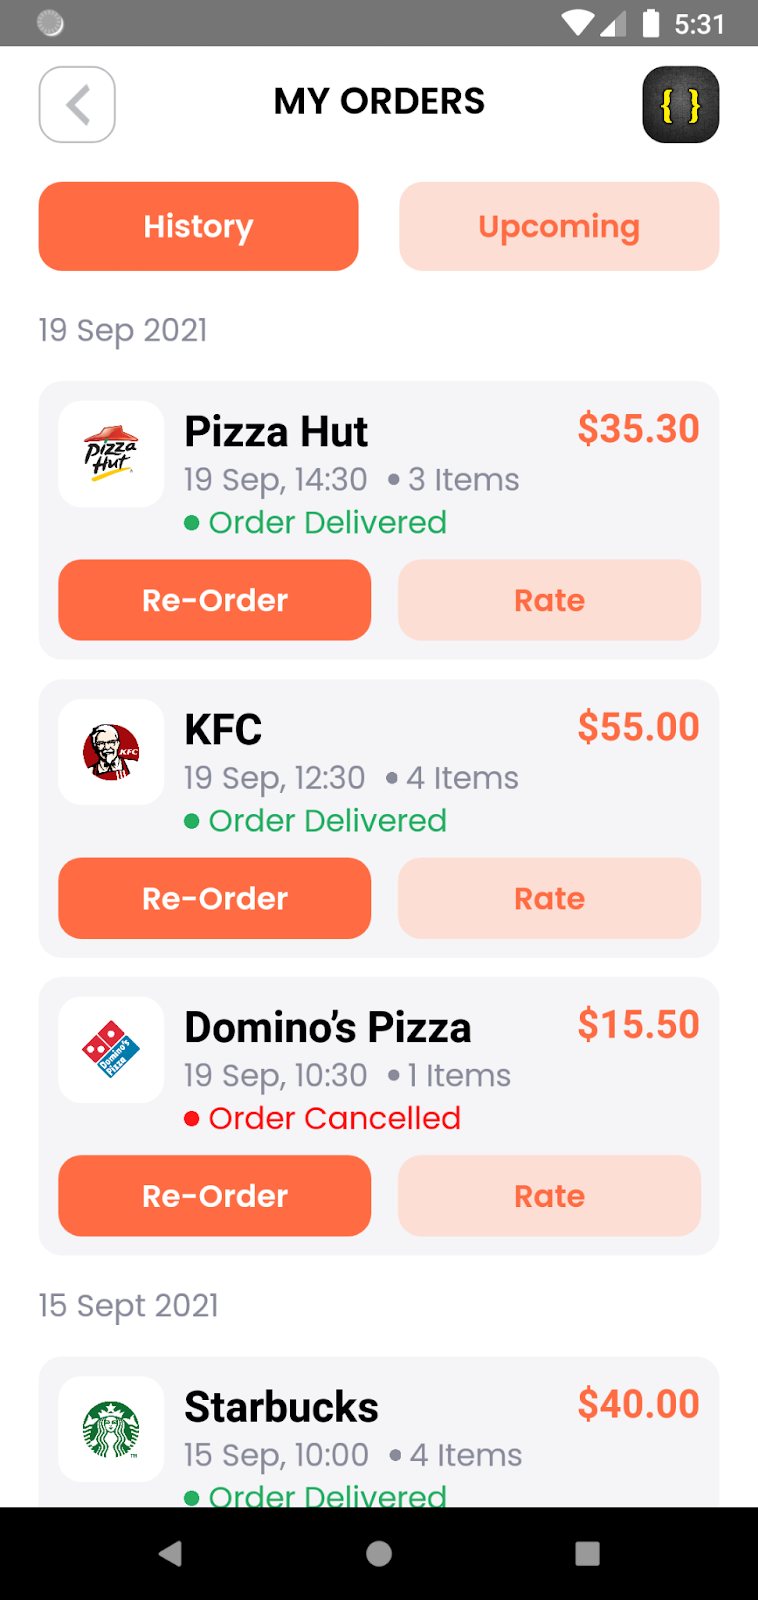 5:31
MY ORDERS
{ }
History
Upcoming
19 Sep 2021
Pizza Hut
Pizza Hut
$35.30
19 Sep, 14:30 • 3 Items
• Order Delivered
Re-Order
Rate
KFC
KFC
$55.00
19 Sep, 12:30 • 4 Items
• Order Delivered
Re-Order
Rate
Domino's Pizza
Domino’s Pizza
$15.50
19 Sep, 10:30 • 1 Items
• Order Cancelled
Re-Order
Rate
15 Sept 2021
Starbucks
$40.00
15 Sep, 10:00 • 4 Items
• Order Delivered